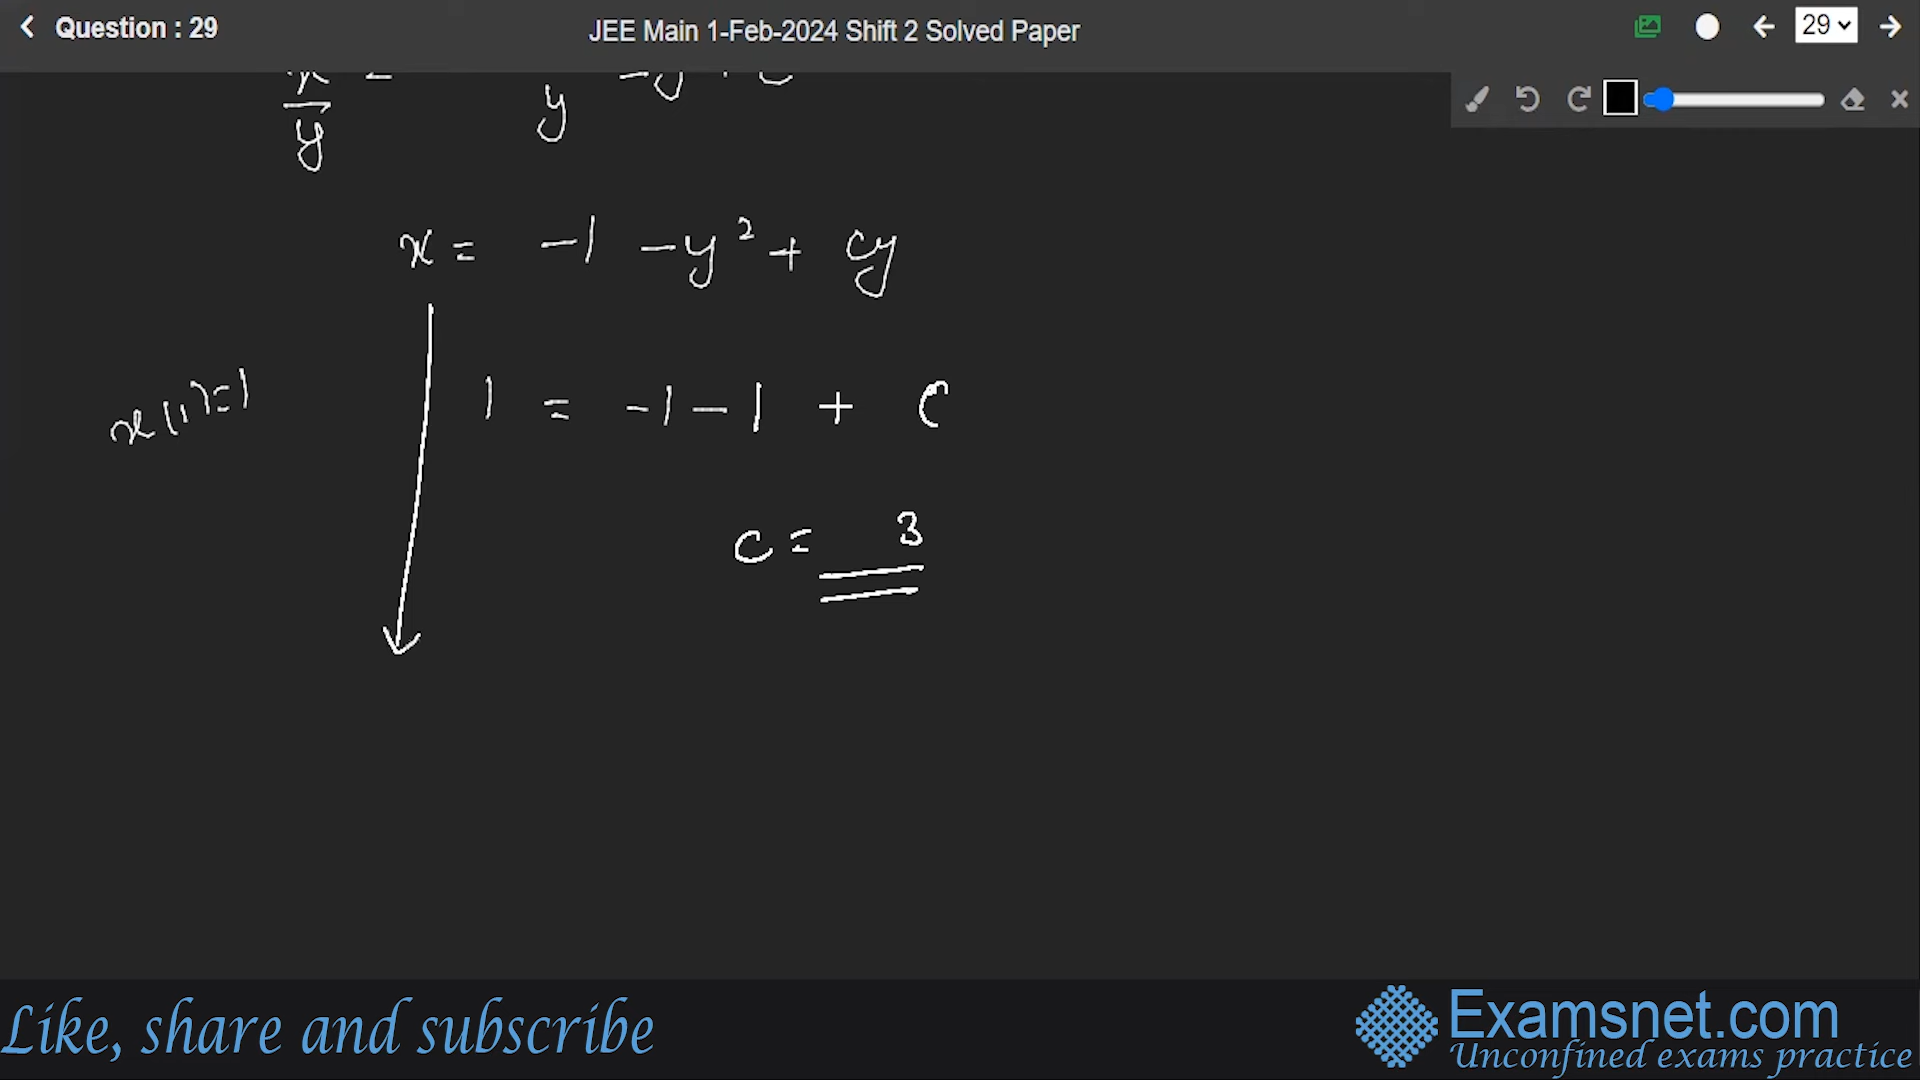 Question : 29
JEE Main 1-Feb-2024 Shift 2 Solved Paper
29
y
y
x = -1 - y² + cy
x(1)=1
1 = -1 - 1 + C
c = 3
Like, share and subscribe
Examsnet.com
Unconfined exams practice